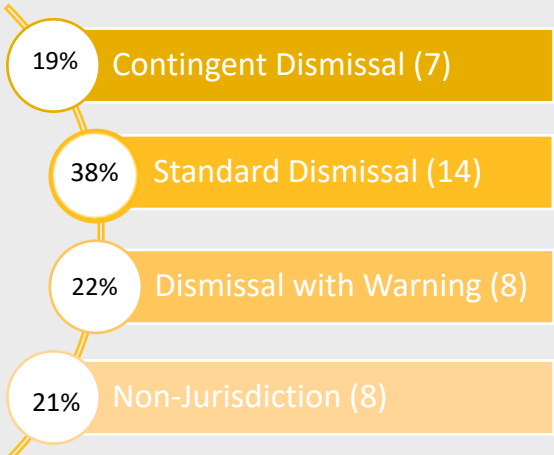 19% Contingent Dismissal (7)
38% Standard Dismissal (14)
22% Dismissal with Warning (8)
21% Non-Jurisdiction (8)